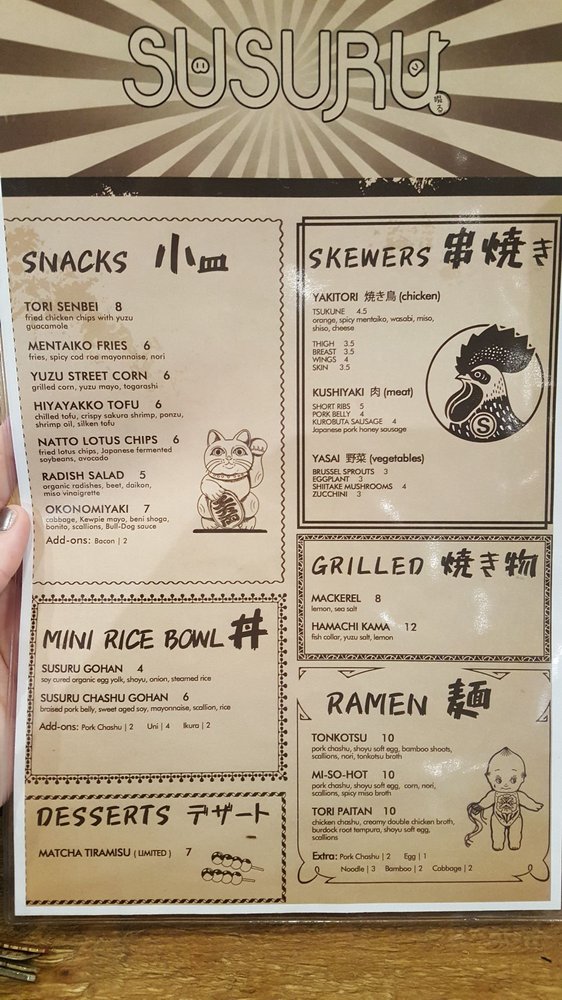 SUSURU
啜る
SNACKS 小皿
TORI SENBEI 8
fried chicken chips with yuzu
guacamole
MENTAIKO FRIES 6
fries, spicy cod roe mayonnaise, nori
YUZU STREET CORN 6
grilled corn, yuzu mayo, togarashi
HIYAYAKKO TOFU 6
chilled tofu, crispy sakura shrimp, ponzu,
shrimp oil, silken tofu
NATTO LOTUS CHIPS 6
fried lotus chips, Japanese fermented
soybeans, avocado
RADISH SALAD 5
organic radishes, beet, daikon,
miso vinaigrette
OKONOMIYAKI 7
cabbage, Kewpie mayo, beni shoga,
bonito, scallions, Bull-Dog sauce
Add-ons: Bacon | 2
MINI RICE BOWL 丼
SUSURU GOHAN 4
soy cured organic egg yolk, shoyu, onion, steamed rice
SUSURU CHASHU GOHAN 6
braised pork belly, sweet aged soy, mayonnaise, scallion, rice
Add-ons: Pork Chashu | 2 Uni | 4 Ikura | 2
DESSERTS デザート
MATCHA TIRAMISU ( LIMITED ) 7
SKEWERS 串焼き
YAKITORI 焼き鳥 (chicken)
TSUKUNE 4.5
orange, spicy mentaiko, wasabi, miso,
shiso, cheese
THIGH 3.5
BREAST 3.5
WINGS 4
SKIN 3.5
KUSHIYAKI 肉 (meat)
SHORT RIBS 5
PORK BELLY 4
KUROBUTA SAUSAGE 4
Japanese pork honey sausage
S
YASAI 野菜 (vegetables)
BRUSSEL SPROUTS 3
EGGPLANT 3
SHIITAKE MUSHROOMS 4
ZUCCHINI 3
GRILLED 焼き物
MACKEREL 8
lemon, sea salt
HAMACHI KAMA 12
fish collar, yuzu salt, lemon
RAMEN 麺
TONKOTSU 10
pork chashu, shoyu soft egg, bamboo shoots,
scallions, nori, tonkotsu broth
MI-SO-HOT 10
pork chashu, shoyu soft egg, corn, nori,
scallions, spicy miso broth
TORI PAITAN 10
chicken chashu, creamy double chicken broth,
burdock root tempura, shoyu soft egg,
scallions
Extra: Pork Chashu | 2 Egg | 1
Noodle | 3 Bamboo | 2 Cabbage | 2